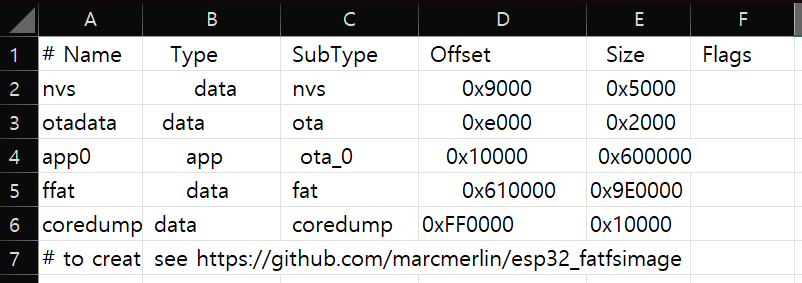 A B C D E F
1 # Name Type SubType Offset Size Flags
2 nvs data nvs 0x9000 0x5000
3 otadata data ota 0xe000 0x2000
4 app0 app ota_0 0x10000 0x600000
5 ffat data fat 0x610000 0x9E0000
6 coredump data coredump 0xFF0000 0x10000
7 # to creat see https://github.com/marcmerlin/esp32_fatfsimage